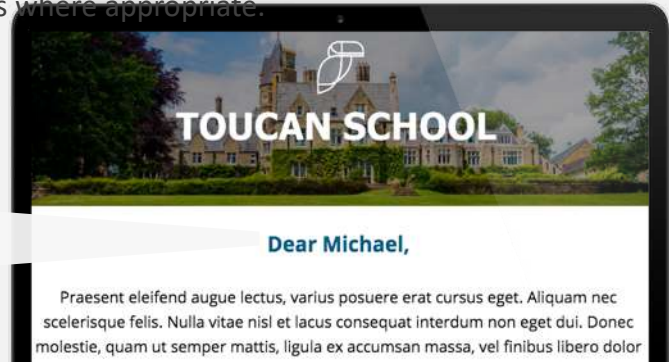 s where appropriate.
TOUCAN SCHOOL
Dear Michael,
Praesent eleifend augue lectus, varius posuere erat cursus eget. Aliquam nec
scelerisque felis. Nulla vitae nisl et lacus consequat interdum non eget dui. Donec
molestie, quam ut semper mattis, ligula ex accumsan massa, vel finibus libero dolor